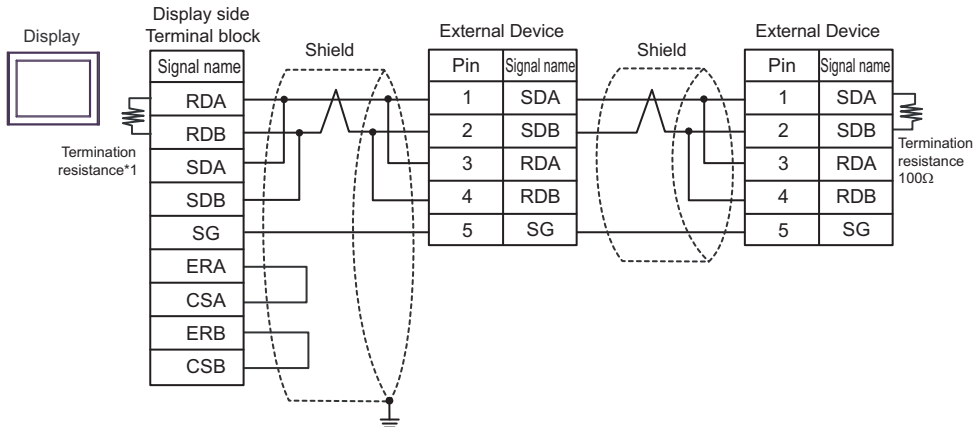 Display
Display side
Terminal block
Signal name
RDA
RDB
SDA
SDB
SG
ERA
CSA
ERB
CSB
Termination
resistance*1
Shield
External Device
Pin Signal name
1 SDA
2 SDB
3 RDA
4 RDB
5 SG
Shield
External Device
Pin Signal name
1 SDA
2 SDB
3 RDA
4 RDB
5 SG
Termination
resistance
100Ω